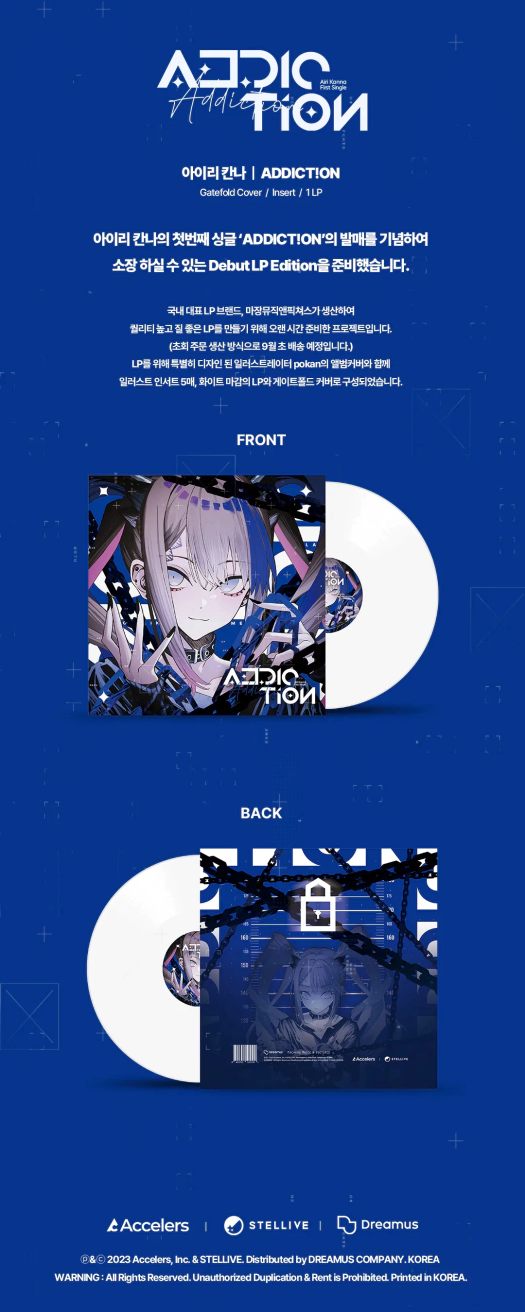 ADDICTION
Addiction
Airi Kanna
First Single
아이리 칸나 | ADDICT!ON
Gatefold Cover / Insert / 1 LP
아이리 칸나의 첫번째 싱글 ‘ADDICT!ON’의 발매를 기념하여
소장 하실 수 있는 Debut LP Edition을 준비했습니다.
국내 대표 LP 브랜드, 마장뮤직앤픽쳐스가 생산하여
퀄리티 높고 질 좋은 LP를 만들기 위해 오랜 시간 준비한 프로젝트입니다.
(초회 주문 생산 방식으로 9월 초 배송 예정입니다.)
LP를 위해 특별히 디자인 된 일러스트레이터 pokan의 앨범커버와 함께
일러스트 인서트 5매, 화이트 마감의 LP와 게이트폴드 커버로 구성되었습니다.
FRONT
ADDICTION
BACK
160
160
150
Dreamus
Accelers | STELLIVE
Accelers | STELLIVE | Dreamus
ⓟ&ⓒ 2023 Accelers, Inc. & STELLIVE. Distributed by DREAMUS COMPANY. KOREA
WARNING : All Rights Reserved. Unauthorized Duplication & Rent is Prohibited. Printed in KOREA.